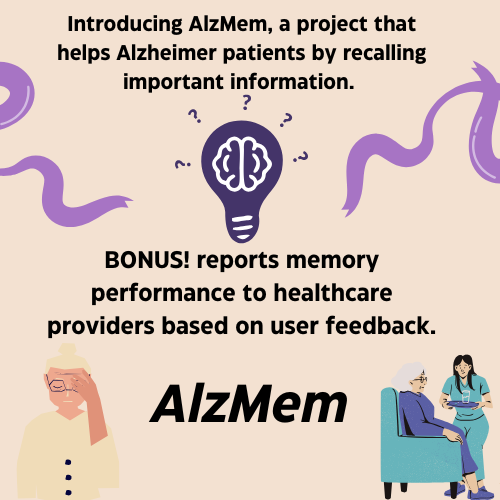 Introducing AlzMem, a project that
helps Alzheimer patients by recalling
important information.
? ? ? ? ?
BONUS! reports memory
performance to healthcare
providers based on user feedback.
AlzMem